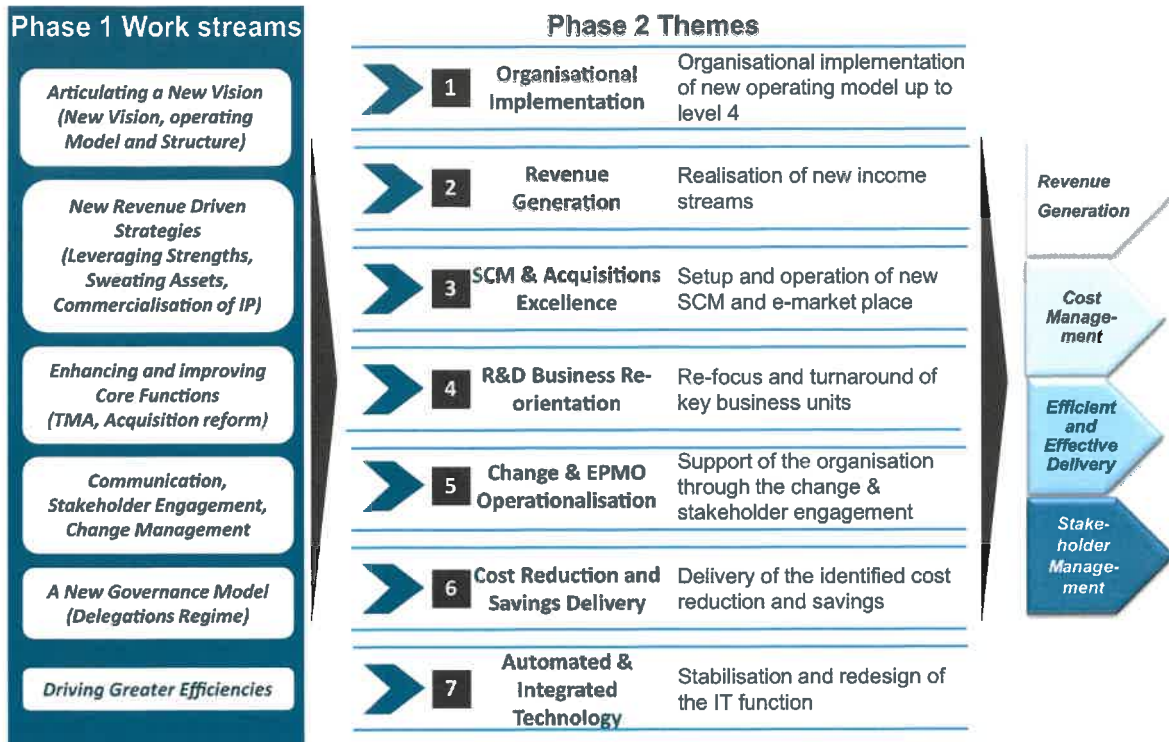 Phase 1 Work streams
Articulating a New Vision
(New Vision, operating
Model and Structure)
New Revenue Driven
Strategies
(Leveraging Strengths,
Sweating Assets,
Commercialisation of IP)
Enhancing and improving
Core Functions
(TMA, Acquisition reform)
Communication,
Stakeholder Engagement,
Change Management
A New Governance Model
(Delegations Regime)
Driving Greater Efficiencies
Phase 2 Themes
1
Organisational
Implementation
Organisational implementation
of new operating model up to
level 4
2
Revenue
Generation
Realisation of new income
streams
3
SCM & Acquisitions
Excellence
Setup and operation of new
SCM and e-market place
4
R&D Business Re-
orientation
Re-focus and turnaround of
key business units
5
Change & EPMO
Operationalisation
Support of the organisation
through the change &
stakeholder engagement
6
Cost Reduction and
Savings Delivery
Delivery of the identified cost
reduction and savings
7
Automated &
Integrated
Technology
Stabilisation and redesign of
the IT function
Revenue
Generation
Cost
Manage-
ment
Efficient
and
Effective
Delivery
Stake-
holder
Manage-
ment